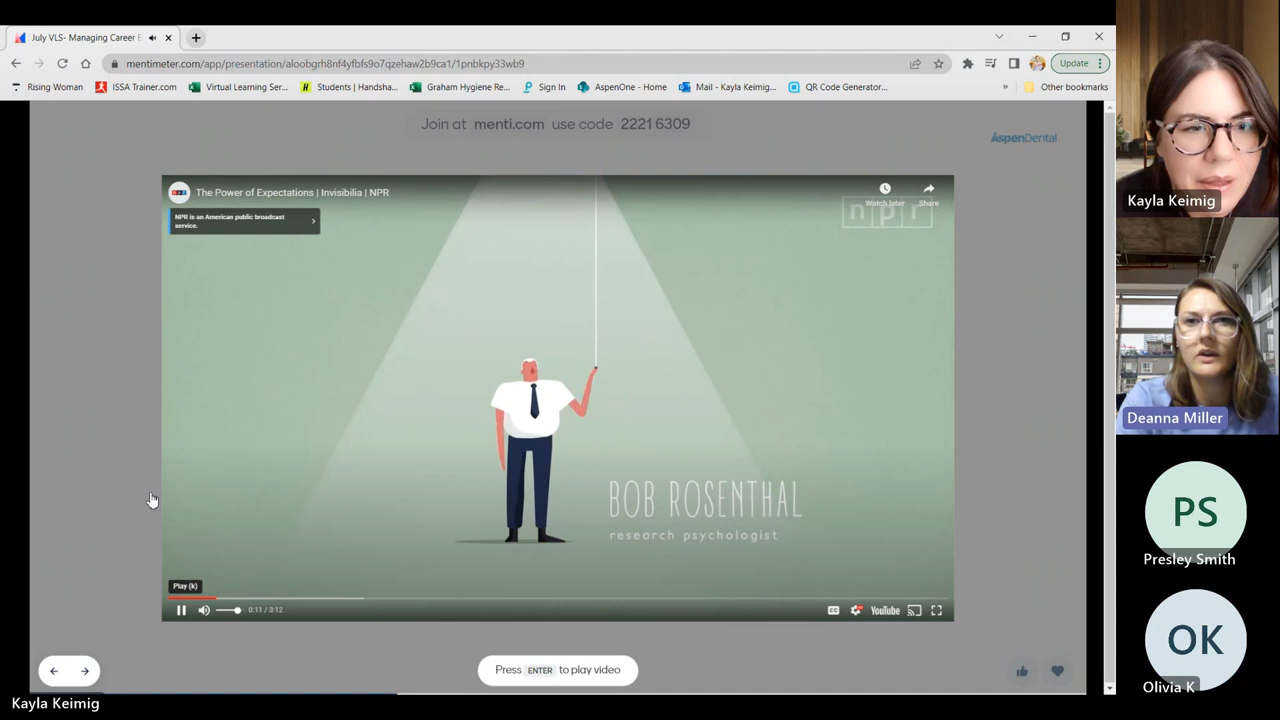 July VLS- Managing Career E
mentimeter.com/app/presentation/aloobgrh8nf4yfbfs9o7qzehaw2b9ca1/1pnbkpy33wb9
Update
Rising Woman
ISSA Trainer.com
Virtual Learning Ser...
Students | Handsha...
Graham Hygiene Re...
Sign In
AspenOne - Home
Mail - Kayla Keimig...
QR Code Generator...
»
Other bookmarks
Join at menti.com use code 2221 6309
AspenDental
The Power of Expectations | Invisibilia | NPR
NPR is an American public broadcast
service.
Watch later
Share
npr
BOB ROSENTHAL
research psychologist
Play (k)
0:11 / 3:12
CC
YouTube
Press ENTER to play video
Kayla Keimig
Kayla Keimig
Deanna Miller
PS
Presley Smith
OK
Olivia K